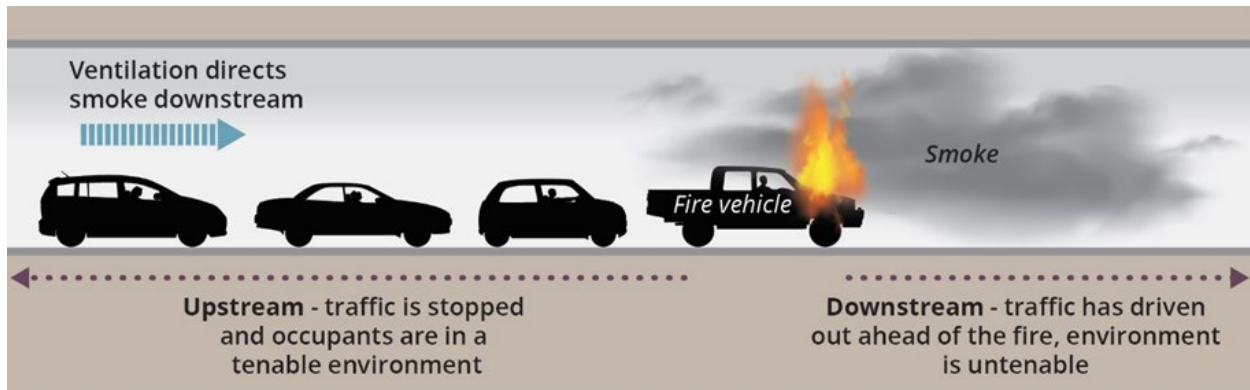 Ventilation directs
smoke downstream
Smoke
Fire vehicle
Upstream - traffic is stopped
and occupants are in a
tenable environment
Downstream - traffic has driven
out ahead of the fire, environment
is untenable